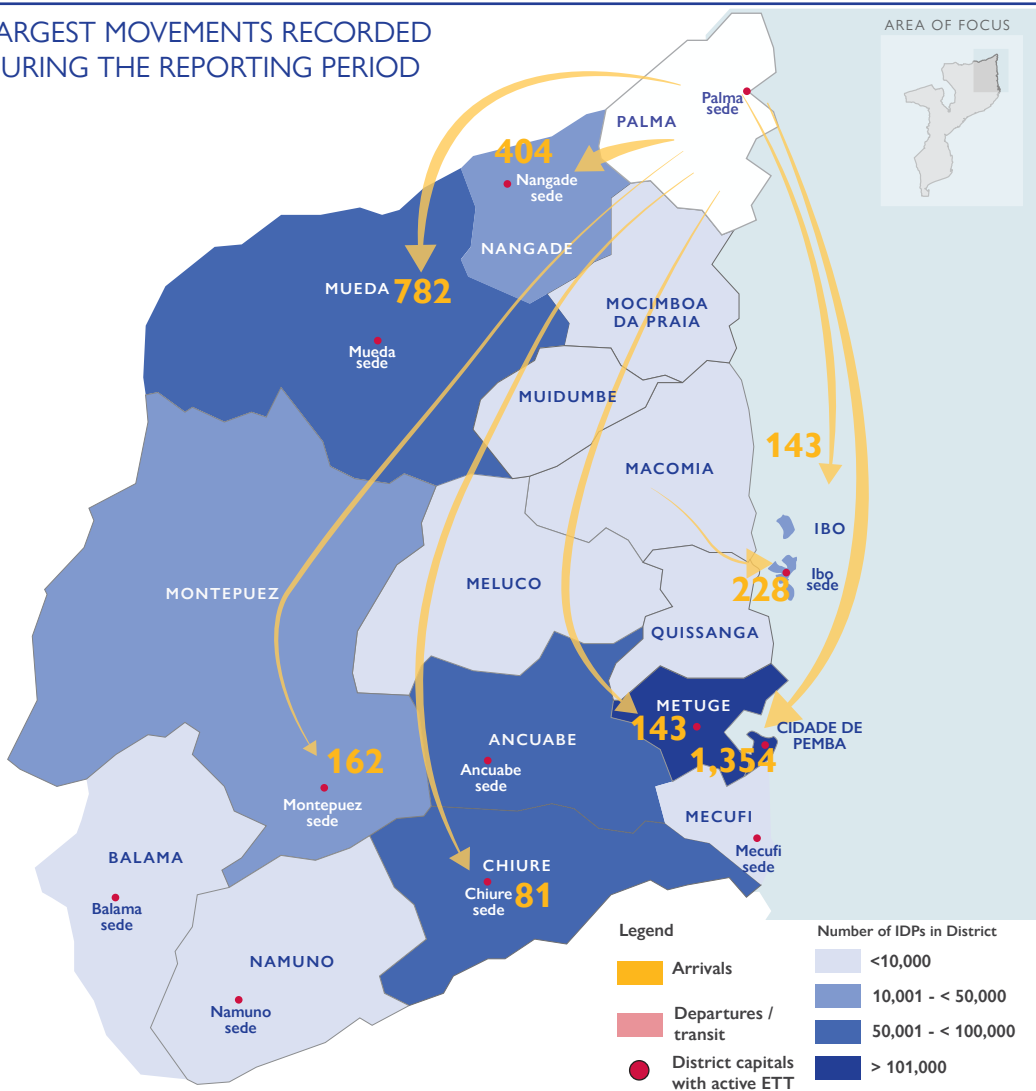 ARGEST MOVEMENTS RECORDED
URING THE REPORTING PERIOD
AREA OF FOCUS
Palma
sede
PALMA
404
Nangade
sede
NANGADE
MUEDA 782
MOCIMBOA
DA PRAIA
Mueda
sede
MUIDUMBE
143
MACOMIA
IBO
Ibo
sede
228
MELUCO
MONTEPUEZ
QUISSANGA
METUGE
143
CIDADE DE
PEMBA
1,354
ANCUABE
Ancuabe
sede
162
Montepuez
sede
MECUFI
Mecufi
sede
BALAMA
Balama
sede
CHIURE
Chiure
sede
81
NAMUNO
Namuno
sede
Legend
Arrivals
Departures /
transit
District capitals
with active ETT
Number of IDPs in District
<10,000
10,001 - < 50,000
50,001 - < 100,000
> 101,000